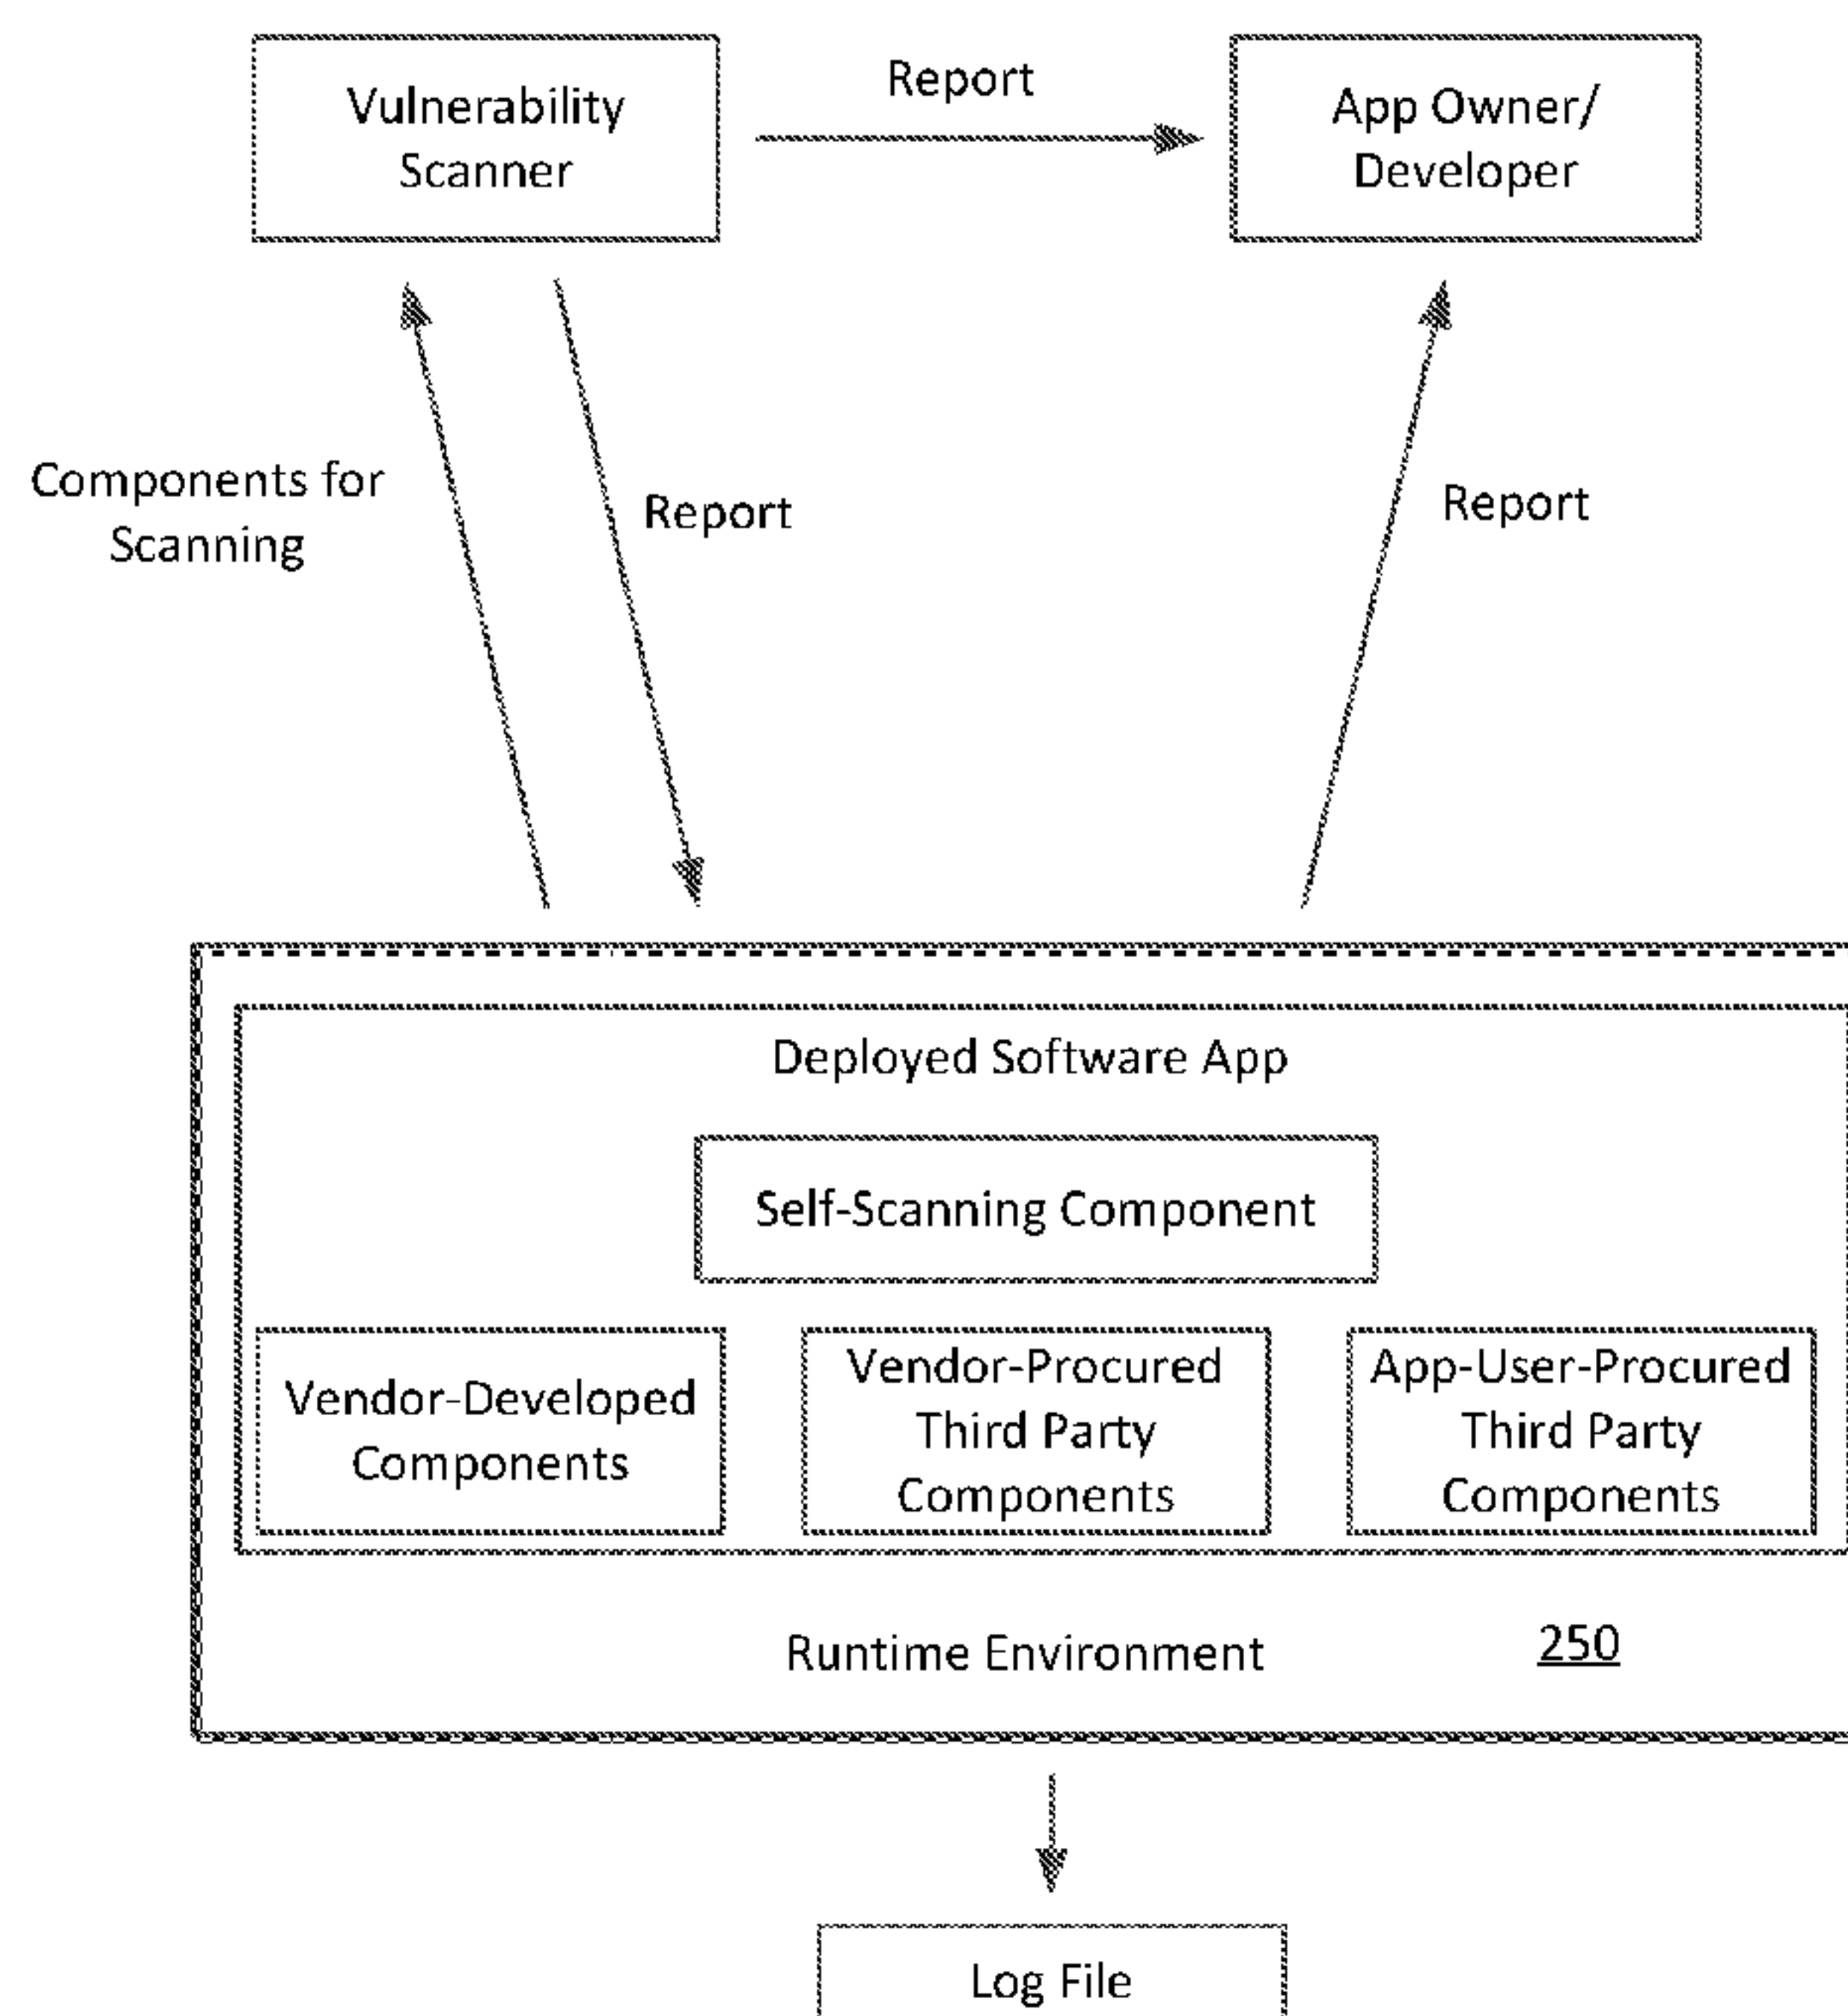 Vulnerability
Scanner
Report
App Owner/
Developer
Components for
Scanning
Report
Report
Deployed Software App
Self-Scanning Component
Vendor-Developed
Components
Vendor-Procured
Third Party
Components
App-User-Procured
Third Party
Components
Runtime Environment
250
Log File